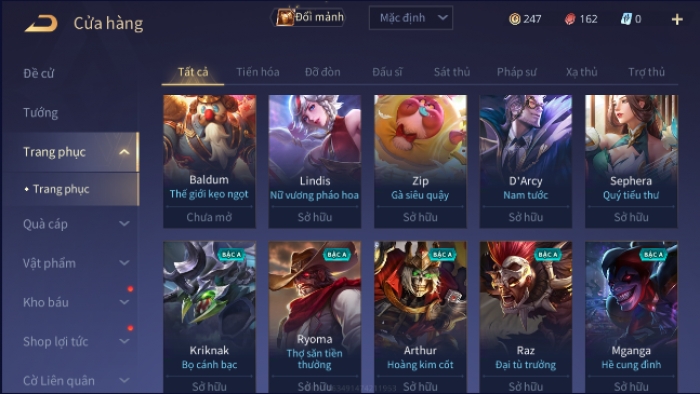 Cửa hàng
Đổi mảnh
Mặc định
247
162
0
Đề cử
Tướng
Trang phục
Trang phục
Quà cáp
Vật phẩm
Kho báu
Shop lợi tức
Cờ Liên quân
Tất cả Tiến hóa Đỡ đòn Đấu sĩ Sát thủ Pháp sư Xạ thủ Trợ thủ
Baldum
Thế giới kẹo ngọt
Chưa mở
Lindis
Nữ vương pháo hoa
Sở hữu
Zip
Gà siêu quậy
Sở hữu
D'Arcy
Nam tước
Sở hữu
Sephera
Quý tiểu thư
Sở hữu
Kriknak
Bọ cánh bạc
Sở hữu
BẬC A
Ryoma
Thợ săn tiền
thưởng
Sở hữu
BẬC A
Arthur
Hoàng kim cốt
Sở hữu
BẬC A
Raz
Đại tù trưởng
Sở hữu
BẬC A
Mganga
Hề cung đình
Sở hữu
BẬC A